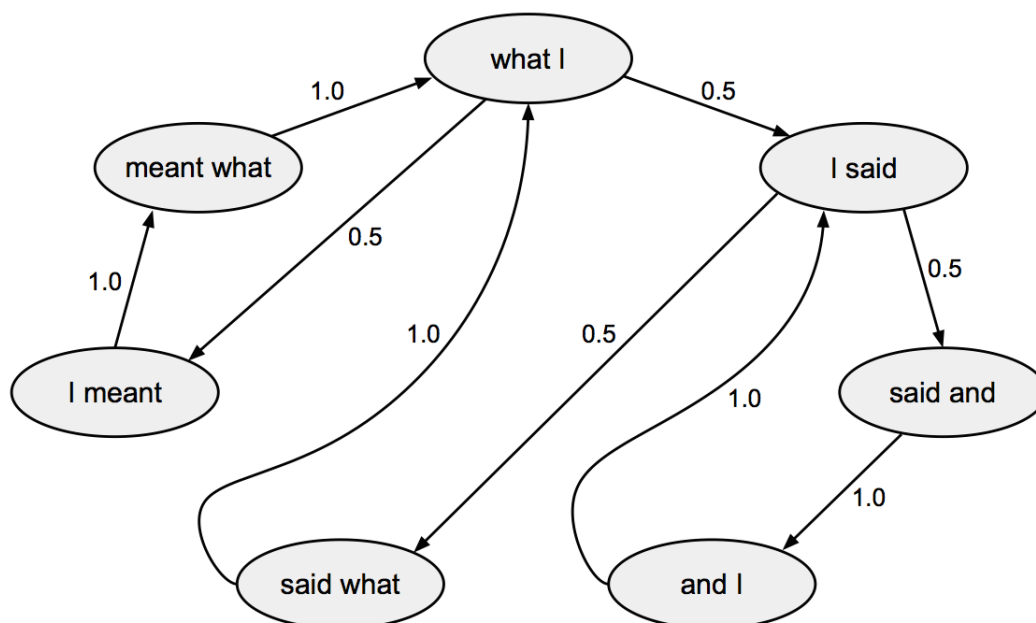 what I
1.0
0.5
meant what
I said
0.5
1.0
0.5
1.0
0.5
I meant
said and
1.0
1.0
said what
and I